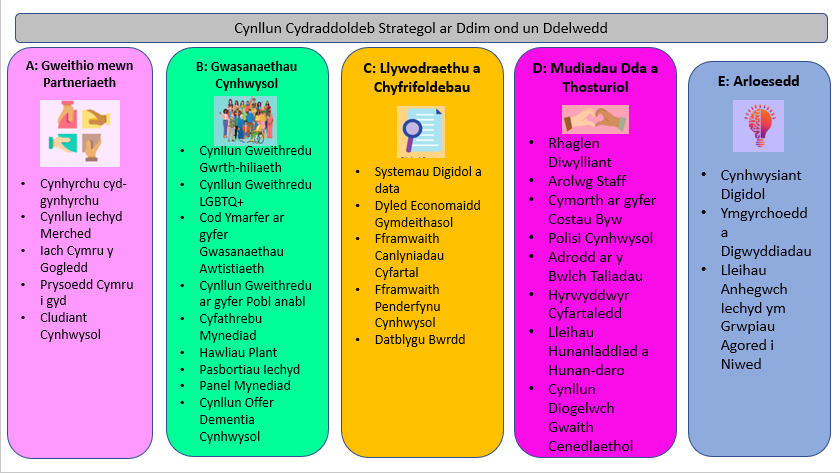 Cynllun Cydraddoldeb Strategol ar Ddim ond un Ddelwedd
A: Gweithio mewn
Partneriaeth
• Cynhyrchu cyd-
gynhyrchu
• Cynllun Iechyd
Merched
• Iach Cymru y
Gogledd
• Prysoedd Cymru
i gyd
• Cludiant
Cynhwysol
B: Gwasanaethau
Cynhwysol
• Cynllun Gweithredu
Gwrth-hiliaeth
• Cynllun Gweithredu
LGBTQ+
• Cod Ymarfer ar
gyfer
Gwasanaethau
Awtistiaeth
• Cynllun Gweithredu
ar gyfer Pobl anabl
• Cyfathrebu
Mynediad
• Hawliau Plant
• Pasbortiau Iechyd
• Panel Mynediad
• Cynllun Offer
Dementia
Cynhwysol
C: Llywodraethu a
Chyfrifoldebau
• Systemau Digidol a
data
• Dyled Economaidd
Gymdeithasol
• Fframwaith
Canlyniadau
Cyfartal
• Fframwaith
Penderfynu
Cynhwysol
• Datblygu Bwrdd
D: Mudiadau Dda a
Thosturiol
• Rhaglen
Diwylliant
• Arolwg Staff
• Cymorth ar gyfer
Costau Byw
• Polisi Cynhwysol
• Adrodd ar y
Bwlch Taliadau
• Hyrwyddwyr
Cyfartaledd
• Lleihau
Hunanladdiad a
Hunan-daro
• Cynllun
Diogelwch
Gwaith
Cenedlaethol
E: Arloesedd
• Cynhwysiant
Digidol
• Ymgyrchoedd
a
Digwyddiadau
• Lleihau
Anhegwch
Iechyd ym
Grwpiau
Agored i
Niwed